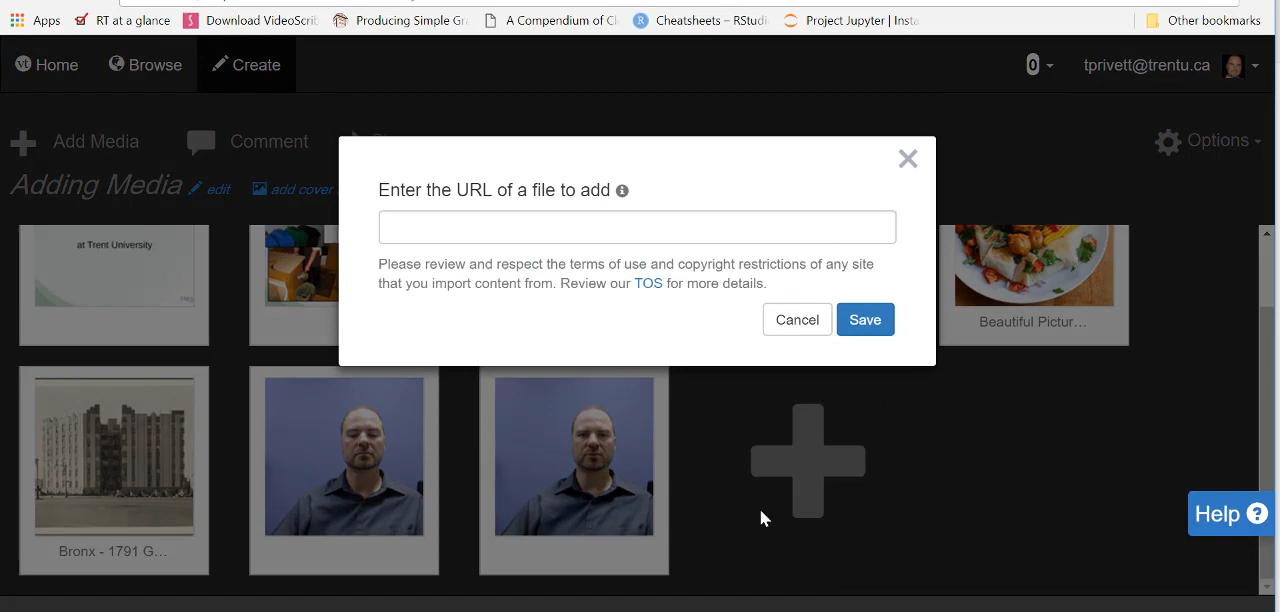 Apps RT at a glance Download VideoScrib Producing Simple Gra A Compendium of Cl Cheatsheets – RStudi Project Jupyter | Insta Other bookmarks
vt Home Browse Create 0 tprivett@trentu.ca
Add Media Comment Options
Adding Media edit add cover
Enter the URL of a file to add
Please review and respect the terms of use and copyright restrictions of any site
that you import content from. Review our TOS for more details.
Cancel Save
at Trent University
Beautiful Pictur...
Bronx - 1791 G...
Help ?